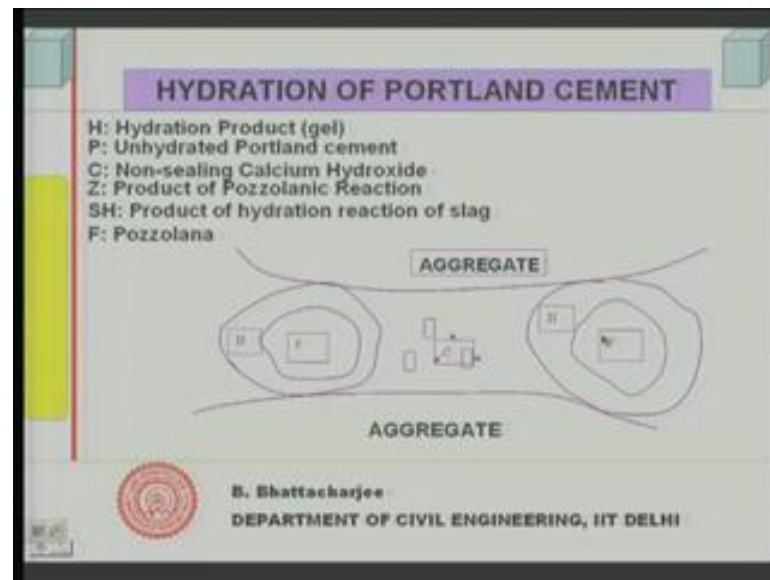 HYDRATION OF PORTLAND CEMENT
H: Hydration Product (gel)
P: Unhydrated Portland cement
C: Non-sealing Calcium Hydroxide
Z: Product of Pozzolanic Reaction
SH: Product of hydration reaction of slag
F: Pozzolana
AGGREGATE
H
H
C
AGGREGATE
B. Bhattacharjee
DEPARTMENT OF CIVIL ENGINEERING, IIT DELHI